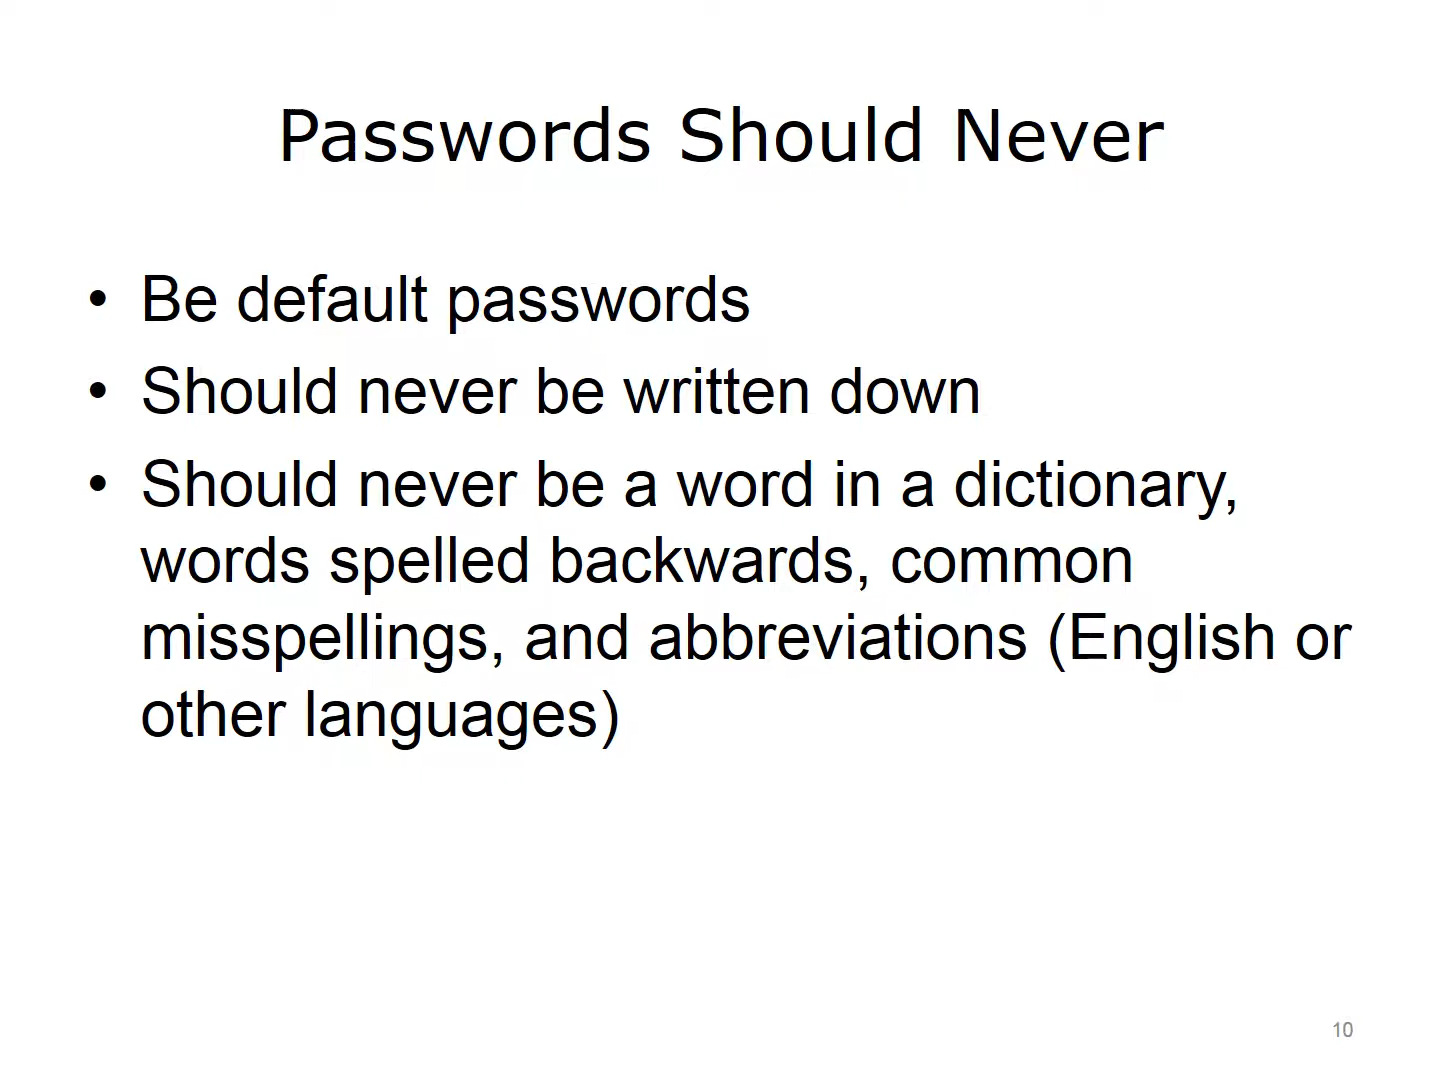 Passwords Should Never
• Be default passwords
• Should never be written down
• Should never be a word in a dictionary,
words spelled backwards, common
misspellings, and abbreviations (English or
other languages)
10